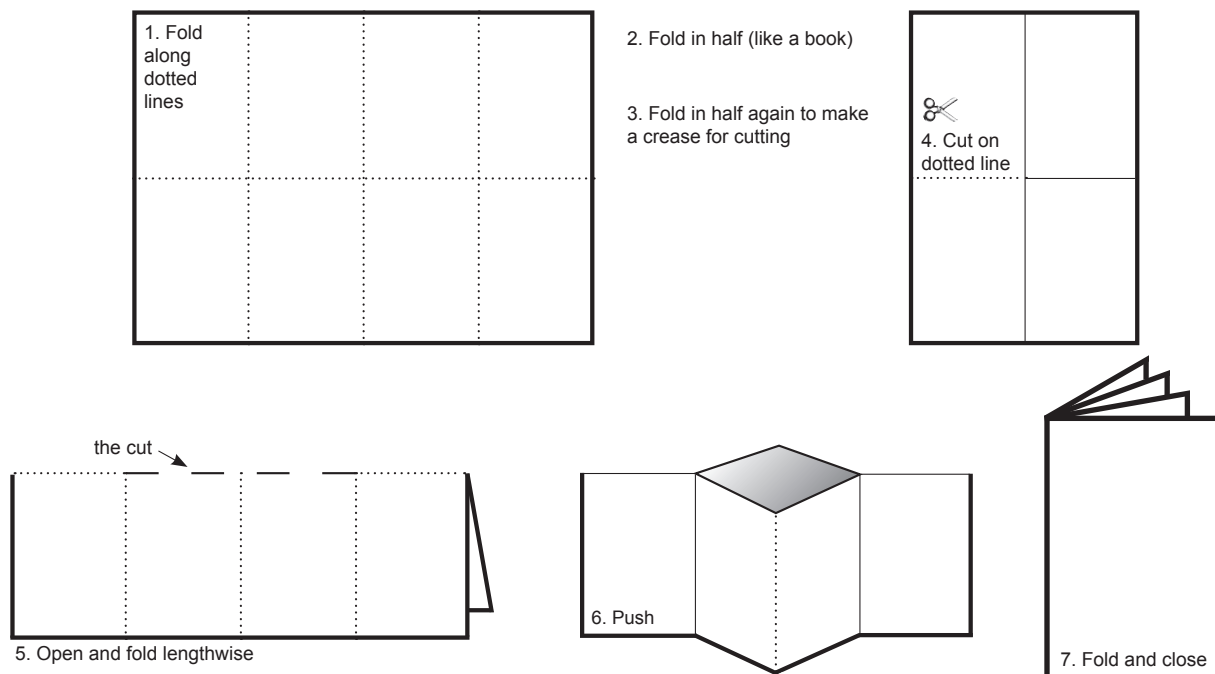 1. Fold
along
dotted
lines
2. Fold in half (like a book)
3. Fold in half again to make
a crease for cutting
4. Cut on
dotted line
the cut
5. Open and fold lengthwise
6. Push
7. Fold and close